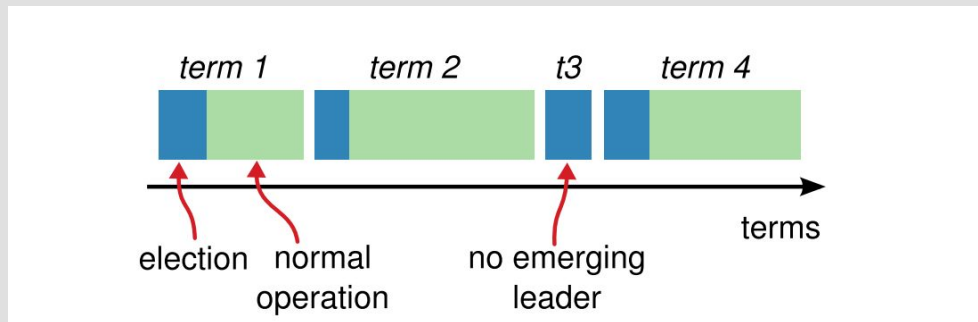 term 1 term 2 t3 term 4
terms
election normal operation no emerging leader